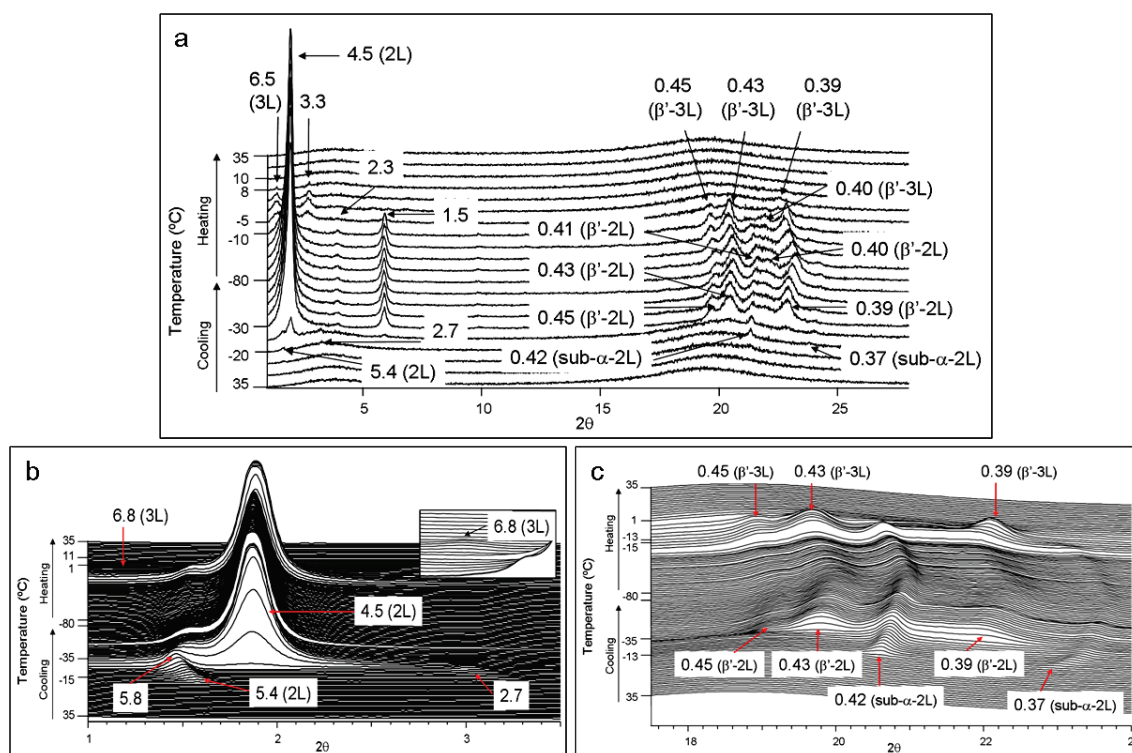 a
4.5 (2L)
6.5
(3L)
3.3
2.3
1.5
0.45
(β'-3L)
0.43
(β'-3L)
0.39
(β'-3L)
0.40 (β'-3L)
0.41 (β'-2L)
0.40 (β'-2L)
0.43 (β'-2L)
0.45 (β'-2L)
0.39 (β'-2L)
2.7
0.42 (sub-α-2L)
0.37 (sub-α-2L)
5.4 (2L)
Temperature (ºC)
Heating
Cooling
35
10
8
-5
-10
-80
-30
-20
35
5
10
15
20
25
2θ
b
6.8 (3L)
6.8 (3L)
4.5 (2L)
5.8
5.4 (2L)
2.7
Temperature (ºC)
Heating
Cooling
35
11
1
-80
-35
-15
35
1
2
3
2θ
c
0.45 (β'-3L)
0.43 (β'-3L)
0.39 (β'-3L)
0.45 (β'-2L)
0.43 (β'-2L)
0.39 (β'-2L)
0.42 (sub-α-2L)
0.37 (sub-α-2L)
Temperature (ºC)
Heating
Cooling
35
1
-13
-15
-80
-35
-13
35
18
20
22
2θ